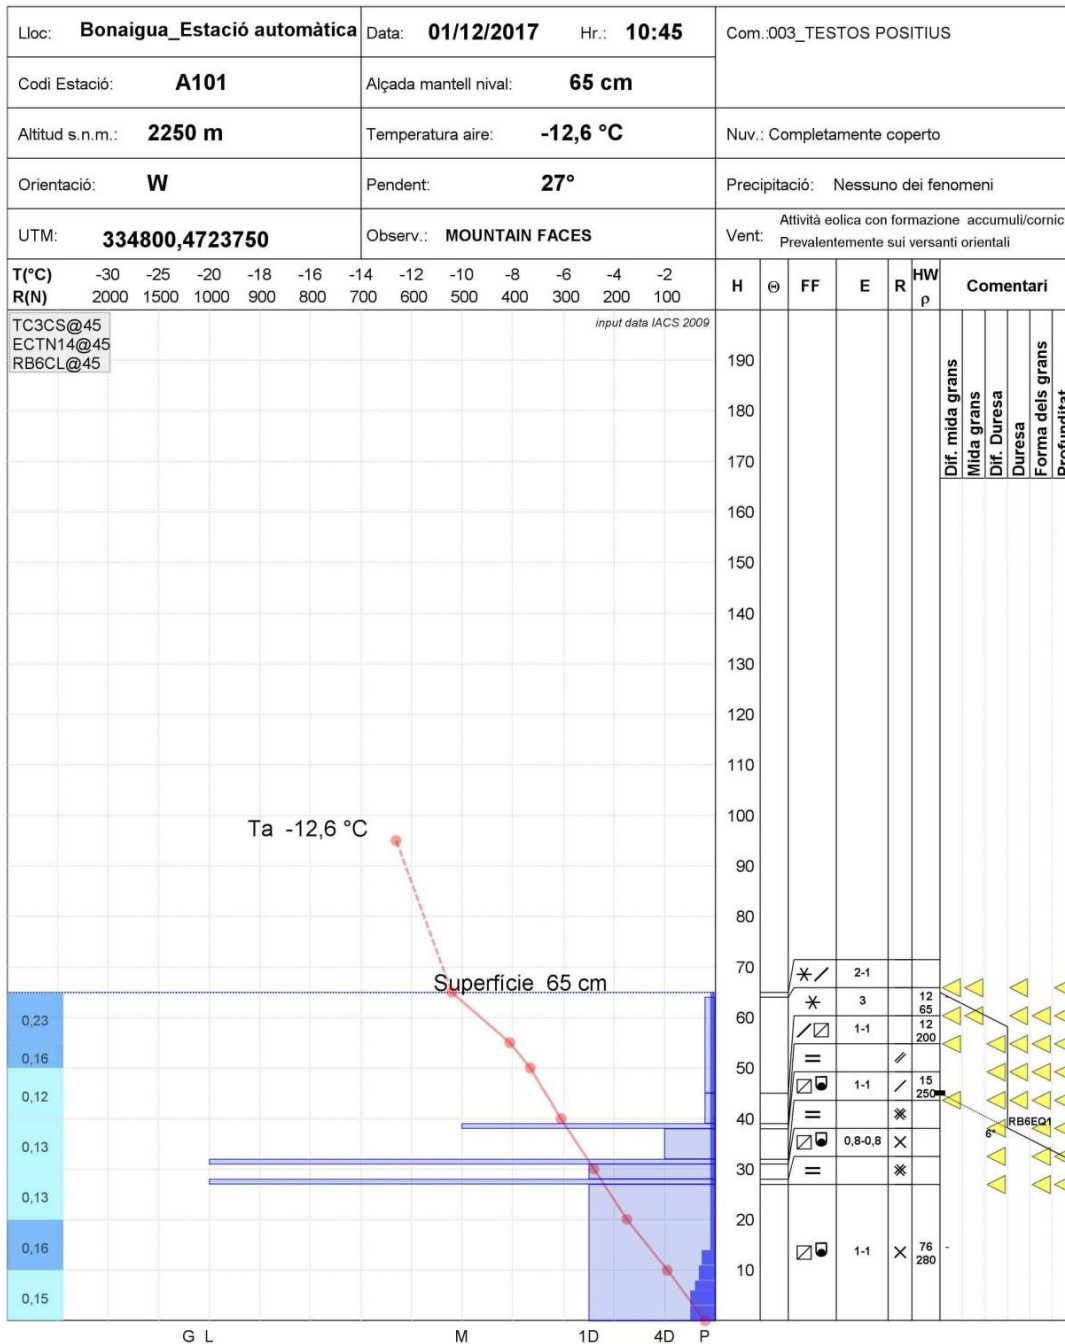 Lloc: Bonaigua_Estació automàtica Data: 01/12/2017 Hr.: 10:45 Com.:003_TESTOS POSITIUS
Codi Estació: A101 Alçada mantell nival: 65 cm
Altitud s.n.m.: 2250 m Temperatura aire: -12,6 °C Nuv.: Completamente coperto
Orientació: W Pendent: 27° Precipitació: Nessuno dei fenomeni
UTM: 334800,4723750 Observ.: MOUNTAIN FACES Vent: Attività eolica con formazione accumuli/cornic
Prevalentemente sui versanti orientali
T(°C) -30 -25 -20 -18 -16 -14 -12 -10 -8 -6 -4 -2
R(N) 2000 1500 1000 900 800 700 600 500 400 300 200 100
H Θ FF E R HW ρ Comentari
TC3CS@45
ECTN14@45
RB6CL@45
input data IACS 2009
Dif. mida grans
Mida grans
Dif. Duresa
Duresa
Forma dels grans
Profunditat
190
180
170
160
150
140
130
120
110
100
Ta -12,6 °C
90
80
70 2-1
Superfície 65 cm
3 12
65
0,23 60 1-1 12
200
0,16 50
0,12 1-1 15
250
40
RB6EQ1
6°
0,13 0,8-0,8
30
0,13
20
0,16 1-1 76
280
10
0,15
G L M 1D 4D P